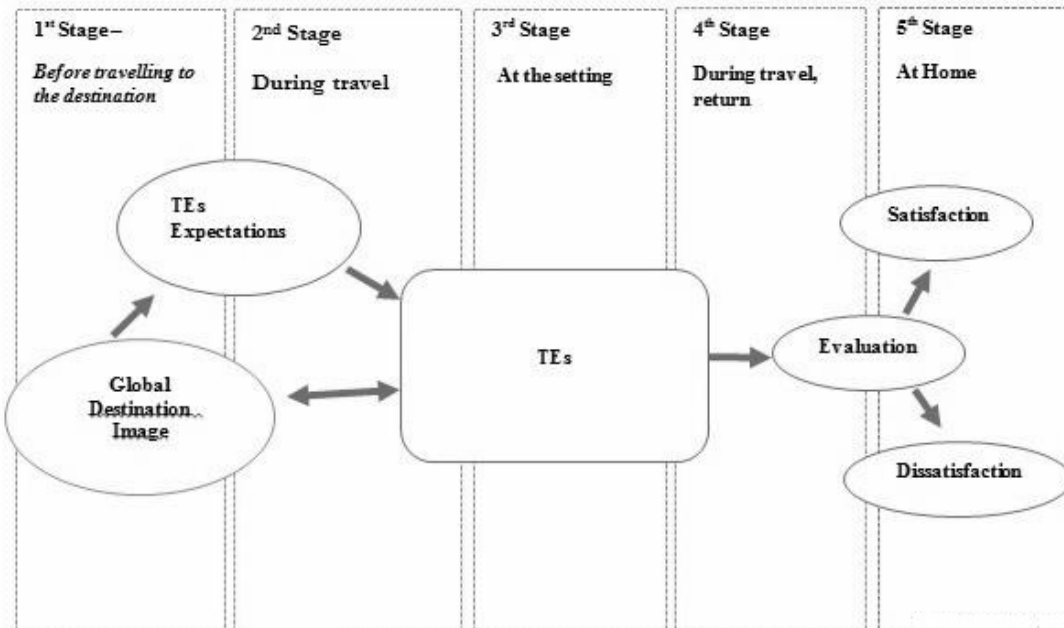 1st Stage –
Before travelling to
the destination
2nd Stage
During travel
3rd Stage
At the setting
4th Stage
During travel,
return
5th Stage
At Home
TEs
Expectations
Global
Destination
Image
TEs
Evaluation
Satisfaction
Dissatisfaction